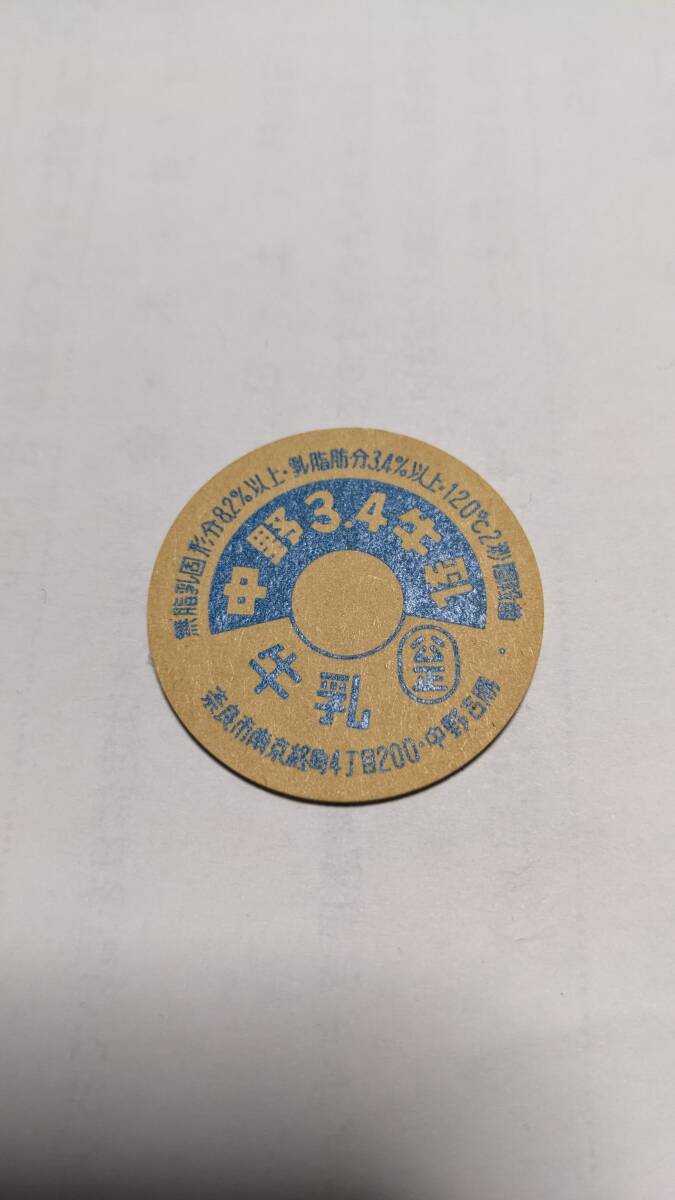 無脂乳固形分8.2%以上・乳脂肪分3.4%以上・120℃2秒間殺菌
中野3.4牛乳
牛乳
公正
奈良市南京終町4丁目200・中野吉房